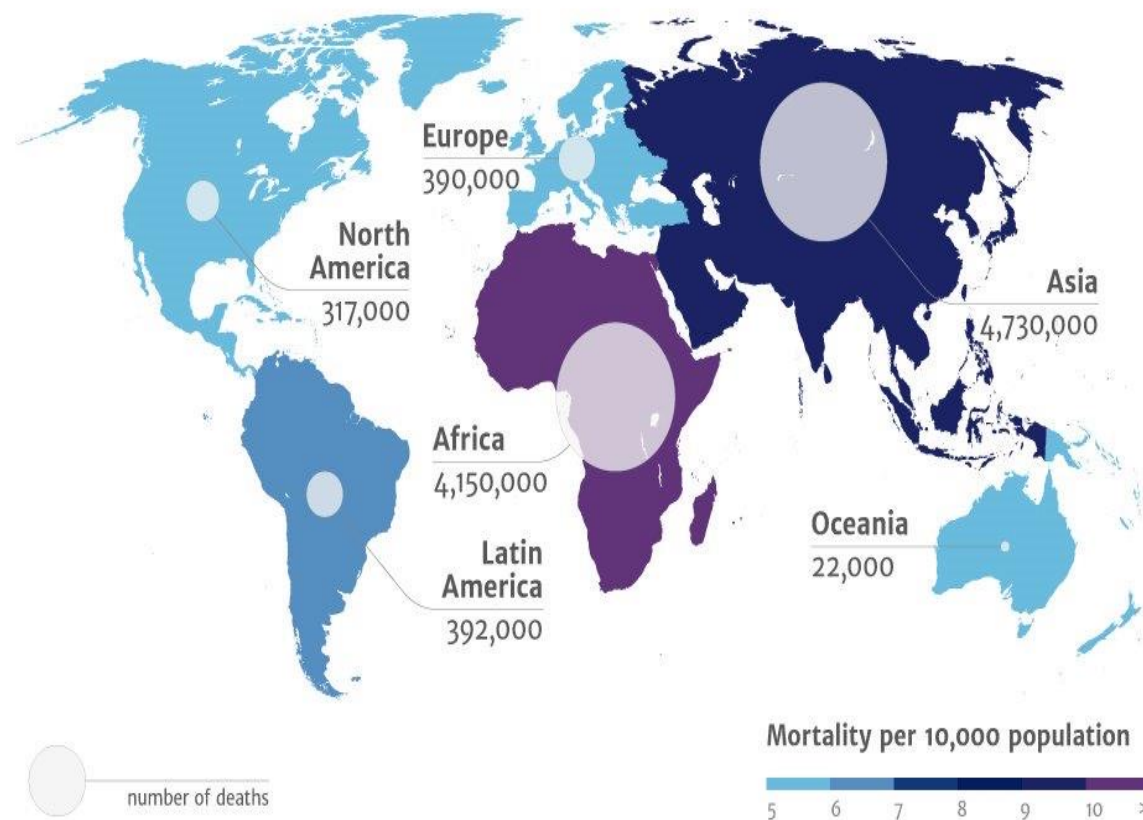 Europe
390,000
North
America
317,000
Asia
4,730,000
Africa
4,150,000
Oceania
22,000
Latin
America
392,000
Mortality per 10,000 population
number of deaths
5 6 7 8 9 10 >